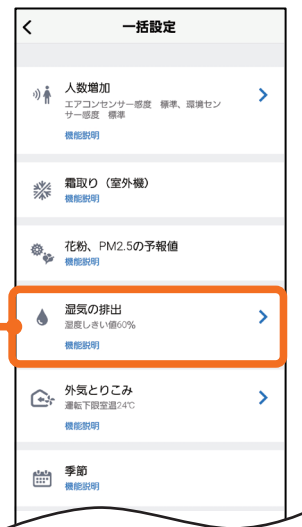 一括設定
人数増加
エアコンセンサー感度　標準、環境セン
サー感度　標準
機能説明
霜取り（室外機）
機能説明
花粉、PM2.5の予報値
機能説明
湿気の排出
湿度しきい値60%
機能説明
外気とりこみ
運転下限室温24℃
機能説明
季節
機能説明